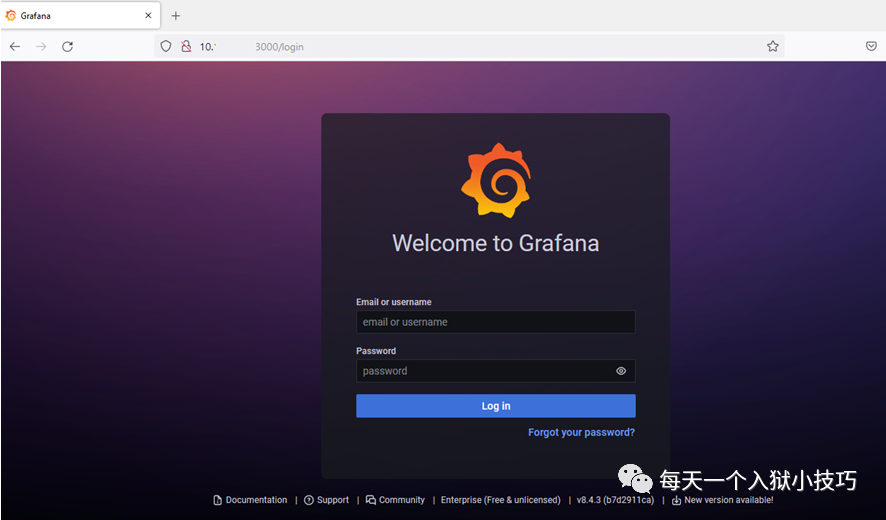 Grafana
10. 3000/login
Welcome to Grafana
Email or username
email or username
Password
password
Log in
Forgot your password?
每天一个入狱小技巧
Documentation | Support | Community | Enterprise (Free & unlicensed) | v8.4.3 (b7d2911ca) | New version available!